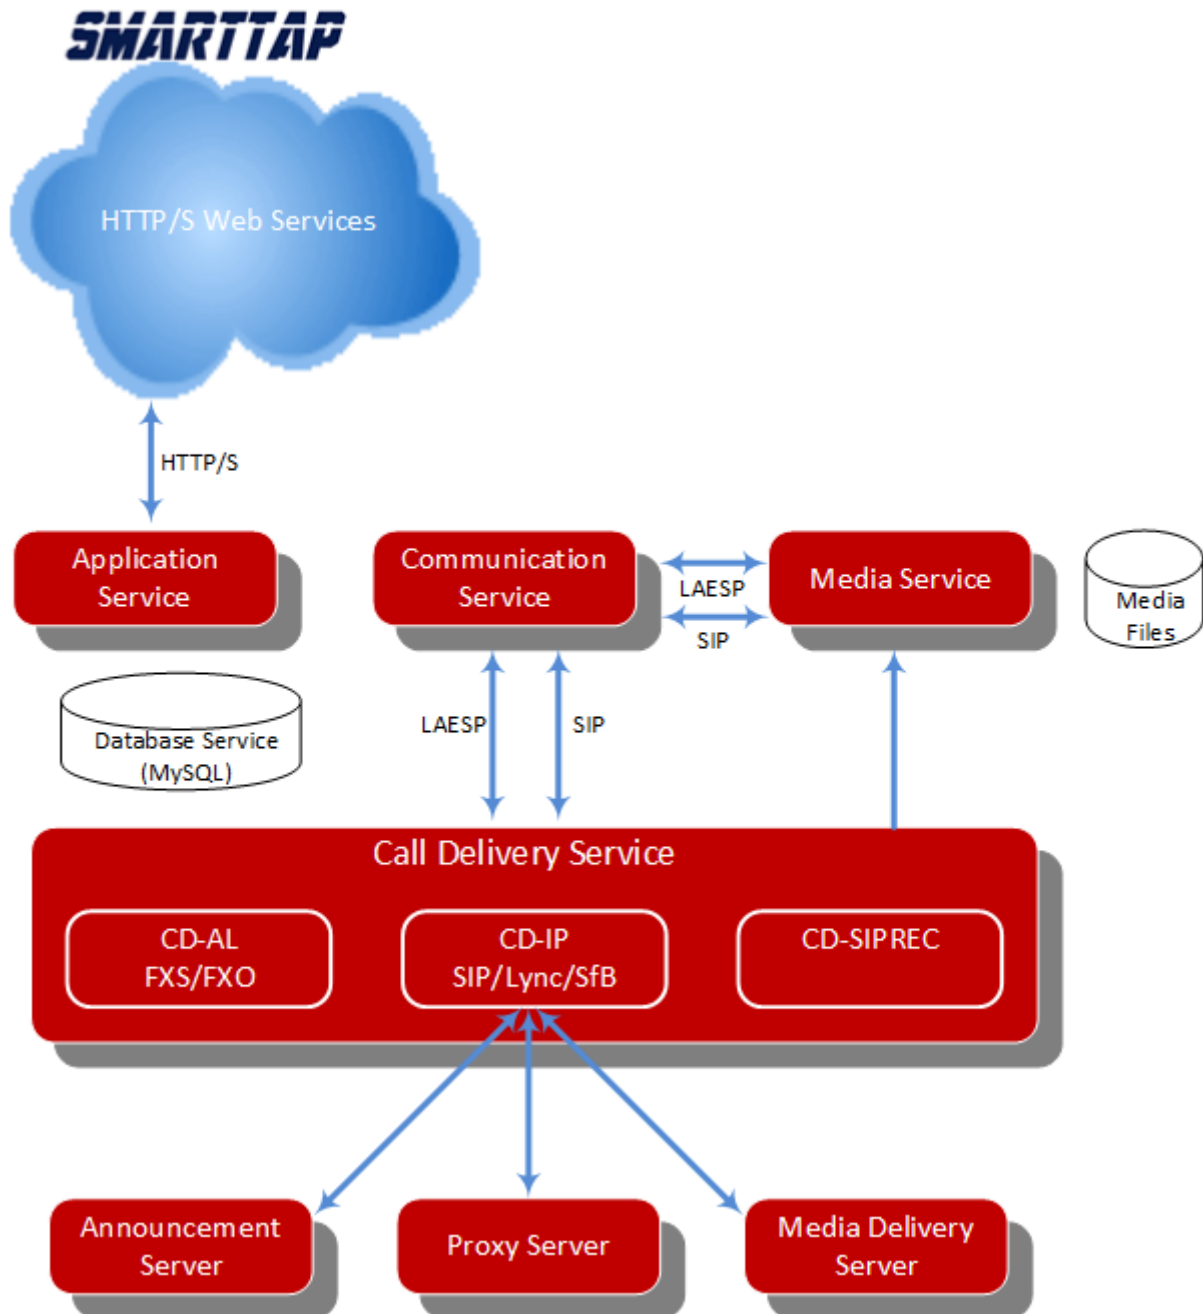 SMARTTAP
HTTP/S Web Services
HTTP/S
Application
Service
Communication
Service
LAESP
SIP
Media Service
Media
Files
Database Service
(MySQL)
LAESP
SIP
Call Delivery Service
CD-AL
FXS/FXO
CD-IP
SIP/Lync/SfB
CD-SIPREC
Announcement
Server
Proxy Server
Media Delivery
Server